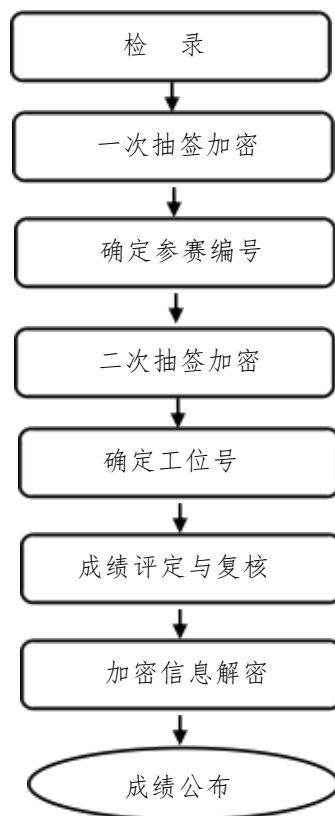 检 录
一次抽签加密
确定参赛编号
二次抽签加密
确定工位号
成绩评定与复核
加密信息解密
成绩公布